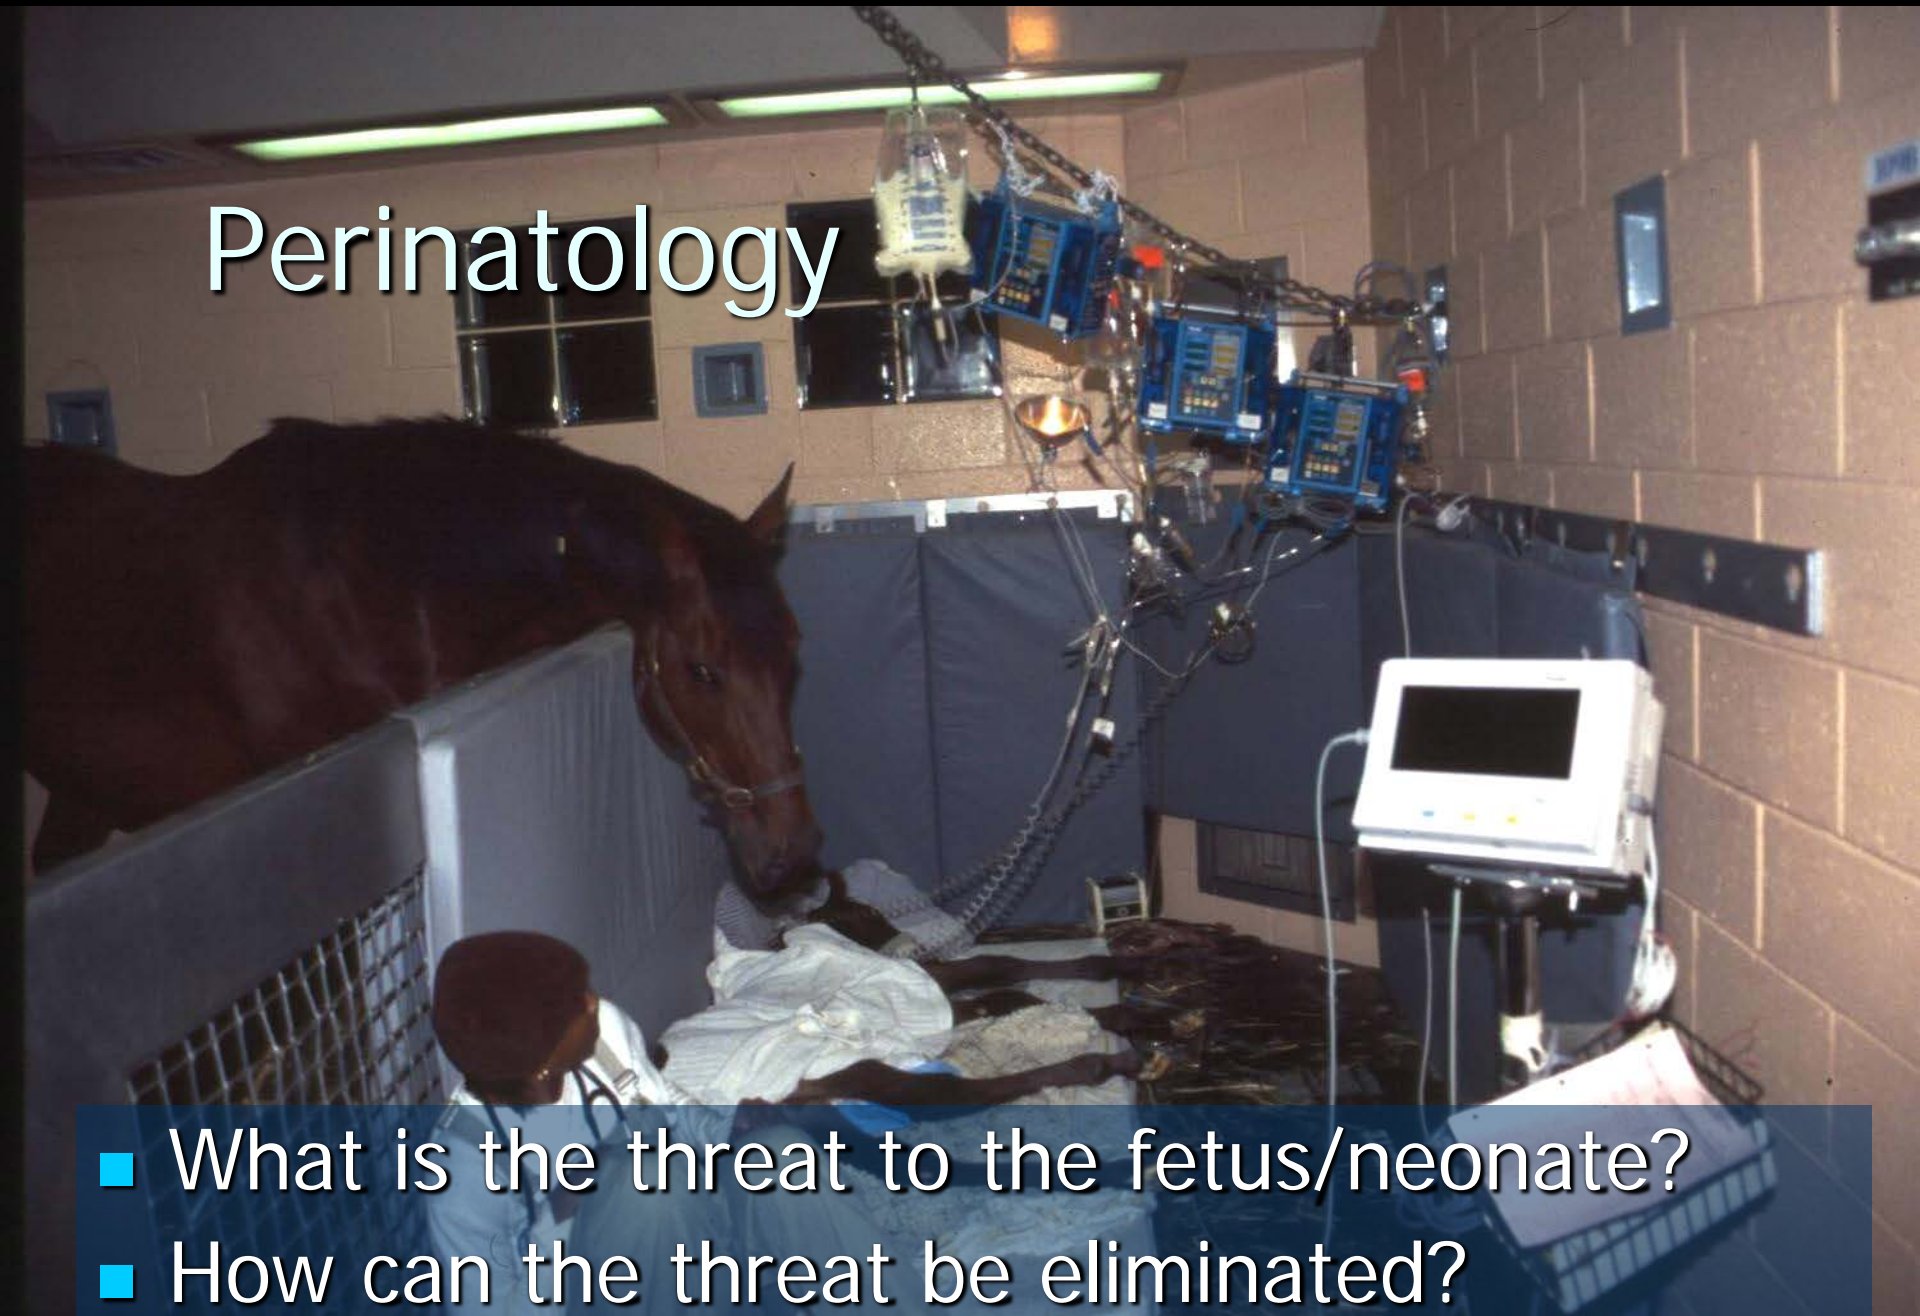 Perinatology
What is the threat to the fetus/neonate?
How can the threat be eliminated?